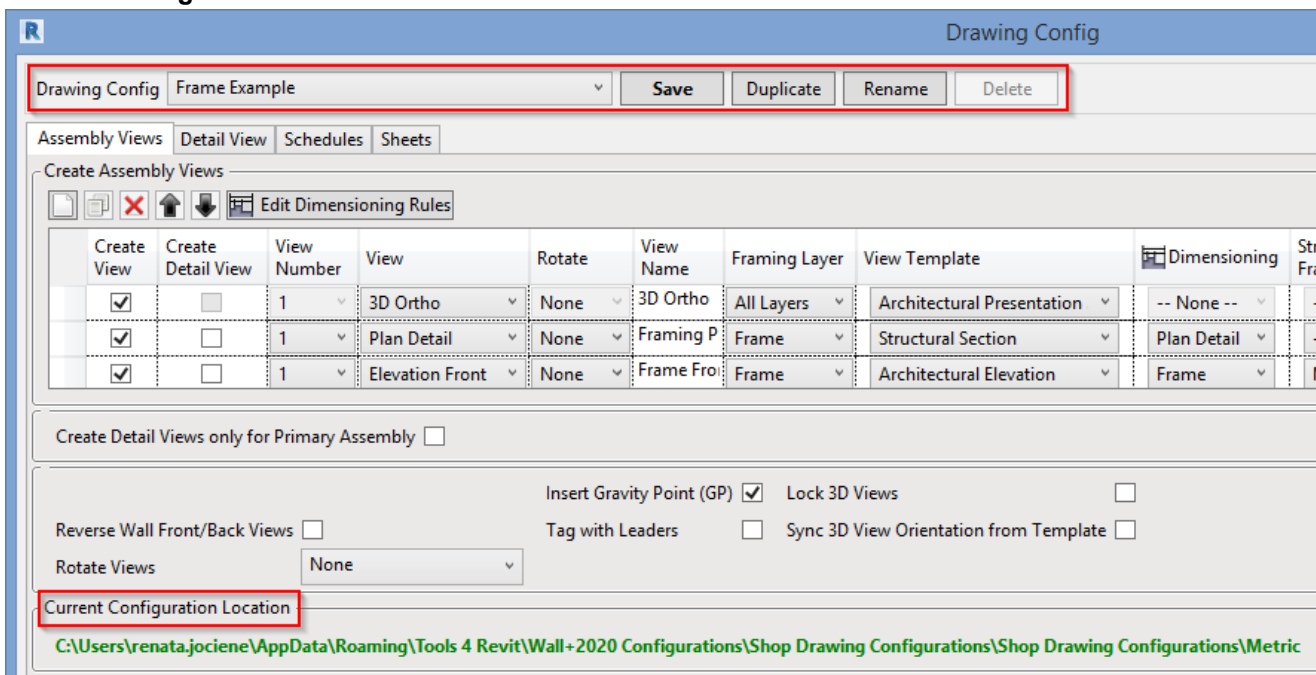 R
Drawing Config
Drawing Config Frame Example Save Duplicate Rename Delete
Assembly Views Detail View Schedules Sheets
Create Assembly Views
Edit Dimensioning Rules
Create View Create Detail View View Number View Rotate View Name Framing Layer View Template Dimensioning
1 3D Ortho None 3D Ortho All Layers Architectural Presentation -- None --
1 Plan Detail None Framing P Frame Structural Section Plan Detail
1 Elevation Front None Frame Fro Frame Architectural Elevation Frame
Create Detail Views only for Primary Assembly
Insert Gravity Point (GP) Lock 3D Views
Reverse Wall Front/Back Views Tag with Leaders Sync 3D View Orientation from Template
Rotate Views None
Current Configuration Location
C:\Users\renata.jociene\AppData\Roaming\Tools 4 Revit\Wall+2020 Configurations\Shop Drawing Configurations\Shop Drawing Configurations\Metric